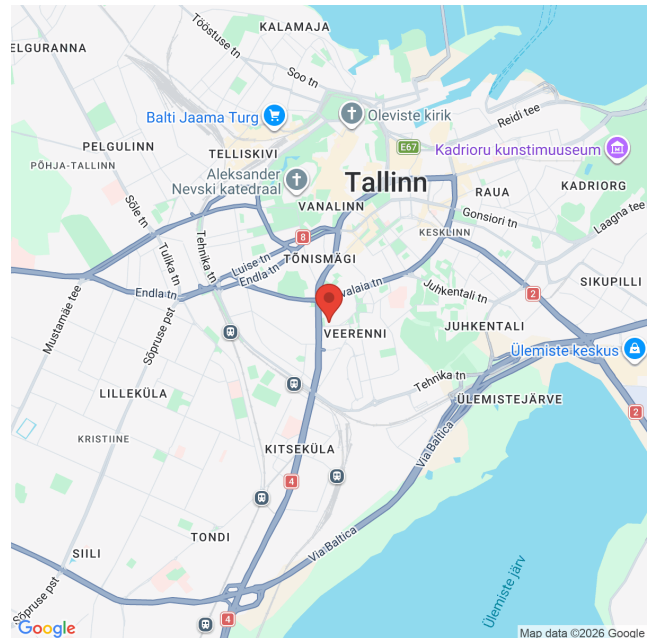 KALAMAJA
Tööstuse tn
ELGURANNA
Soo tn
Balti Jaama Turg
Oleviste kirik
Reidi tee
E67
PELGULINN
TELLISKIVI
Kadrioru kunstimuuseum
PÕHJA-TALLINN
Aleksander
Nevski katedraal
Tallinn
RAUA
KADRIORG
VANALINN
Sõle tn
Gonsiori tn
Laagna tee
KESKLINN
Tulika tn
Tehnika tn
8
Luise tn
TÕNISMÄGI
Endla tn
Endla tn
valaia tn
Juhkentali tn
2
SIKUPILLI
Mustamäe tee
Sõpruse pst
VEERENNI
JUHKENTALI
Ülemiste keskus
Tehnika tn
LILLEKÜLA
ÜLEMISTEJÄRVE
2
KRISTIINE
KITSEKÜLA
Via Baltica
4
TONDI
SIILI
Via Baltica
Sõpruse pst
Ülemiste järv
4
Google
Map data ©2026 Google